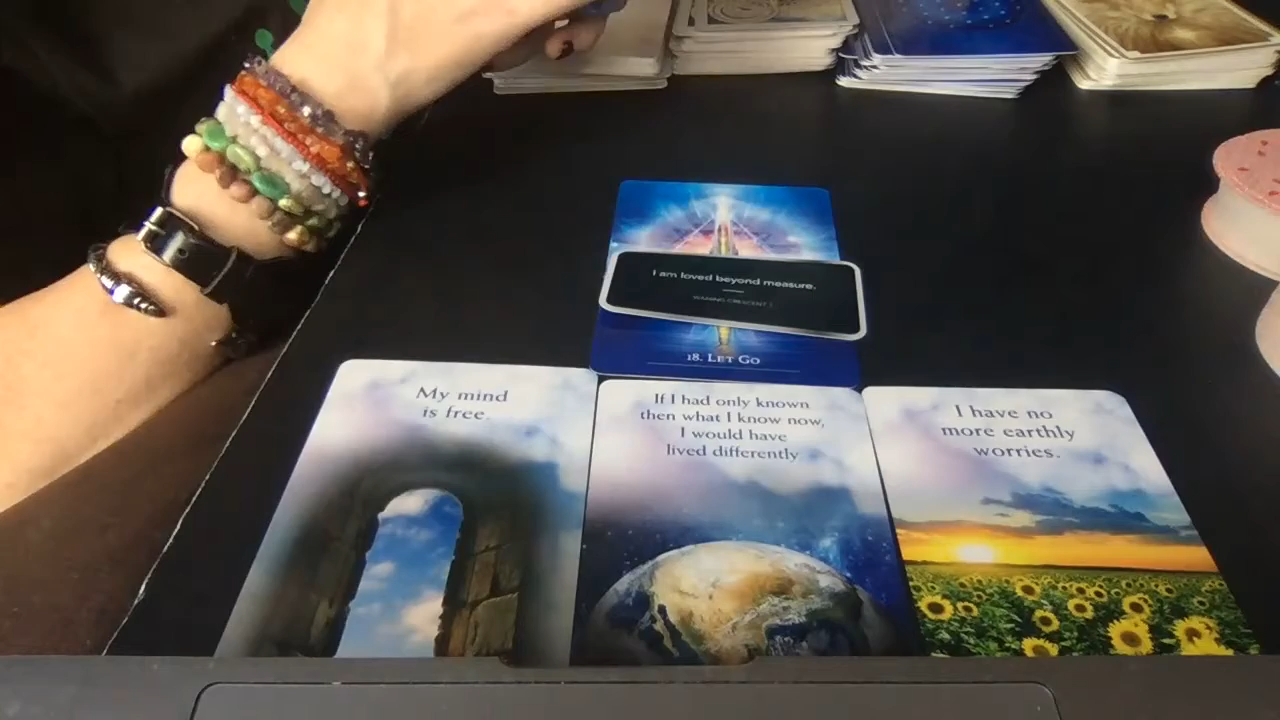 I am loved beyond measure.
WANING CRESCENT
18. LET GO
My mind
is free.
If I had only known
then what I know now,
I would have
lived differently
I have no
more earthly
worries.